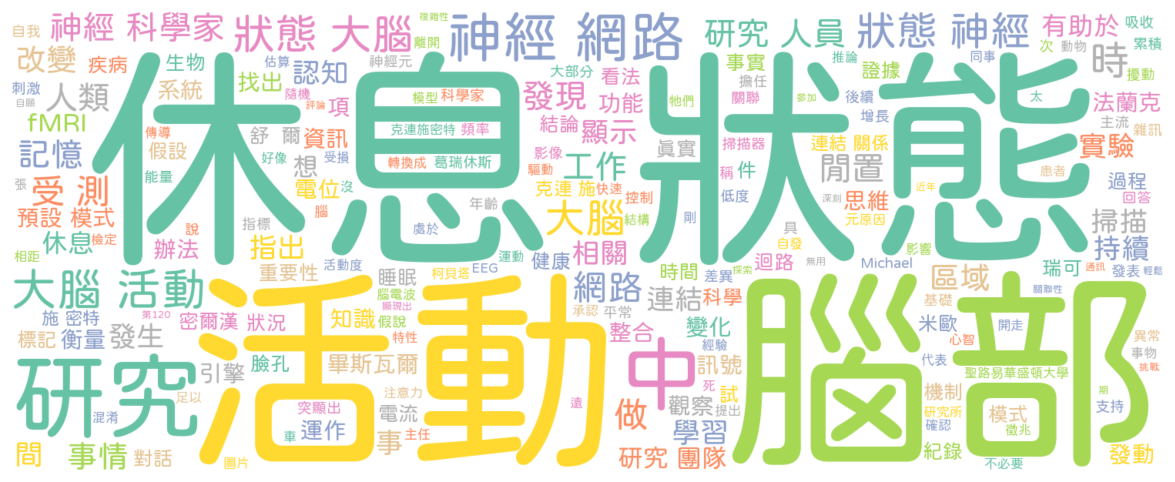 自我 神經 科學家 狀態 大腦 複雜性 離開 神經 網路 研究 人員 狀態 神經 有助於 吸收
改變 疾病 生物 找出 估算 認知 神經元 大部分 看法 事實 推論 證據 同事 次 動物 累積
刺激 自願 人類 系統 隨機 項 模型 科學家 發現 功能 關聯 擔任 牠們 參加 後續 增長 太 時 擾動
fMRI 傳導 舒 爾 評論 資訊 克連施密特 頻率 結論 顯示 掃描器 連結 關係 法蘭克 主流 雜訊
記憶 假設 好像 受損 想 轉換成 葛瑞休斯 影像 驅動 工作 真實 稱 件 閒置 患者 實驗
能量 張 受 測 電位 沒 腦 年齡 克連 施 快速 控制 低度 剛 思維 深刻 近年 過程 回答
預設 模式 說 指標 大腦 結構 具 元原因 掃描
休息 檢定 辦法 指出 處於 運動 相關 自發 影響 持續
休息 狀態
相距 重要性 活動度 柯貝塔 EEG 健康 時間 差異 探索 迴路 Michael 瑞可 發表 通訊 輕鬆
大腦 活動 睡眠 腦電波 顯現出 網路 連結 科學 區域 基礎 關聯性
第120 施 密特 密爾漢 狀況 知識 假說 承認 平常 整合 變化 米歐 開走 異常
標記 衡量 發生 特性 經驗 訊號 代表 心智 事物 挑戰
臉孔 畢斯瓦爾 中 死 試 聖路易華盛頓大學
活動 腦部
研究 引擎 足以 注意力 電流 遠 做 觀察 提出 機制 模式 期 支持
混淆 突顯出 運作 車 事 主任 學習 研究所 確認 徵兆
間 事情 對話 圖片 研究 團隊 無用 紀錄 不必要 發動